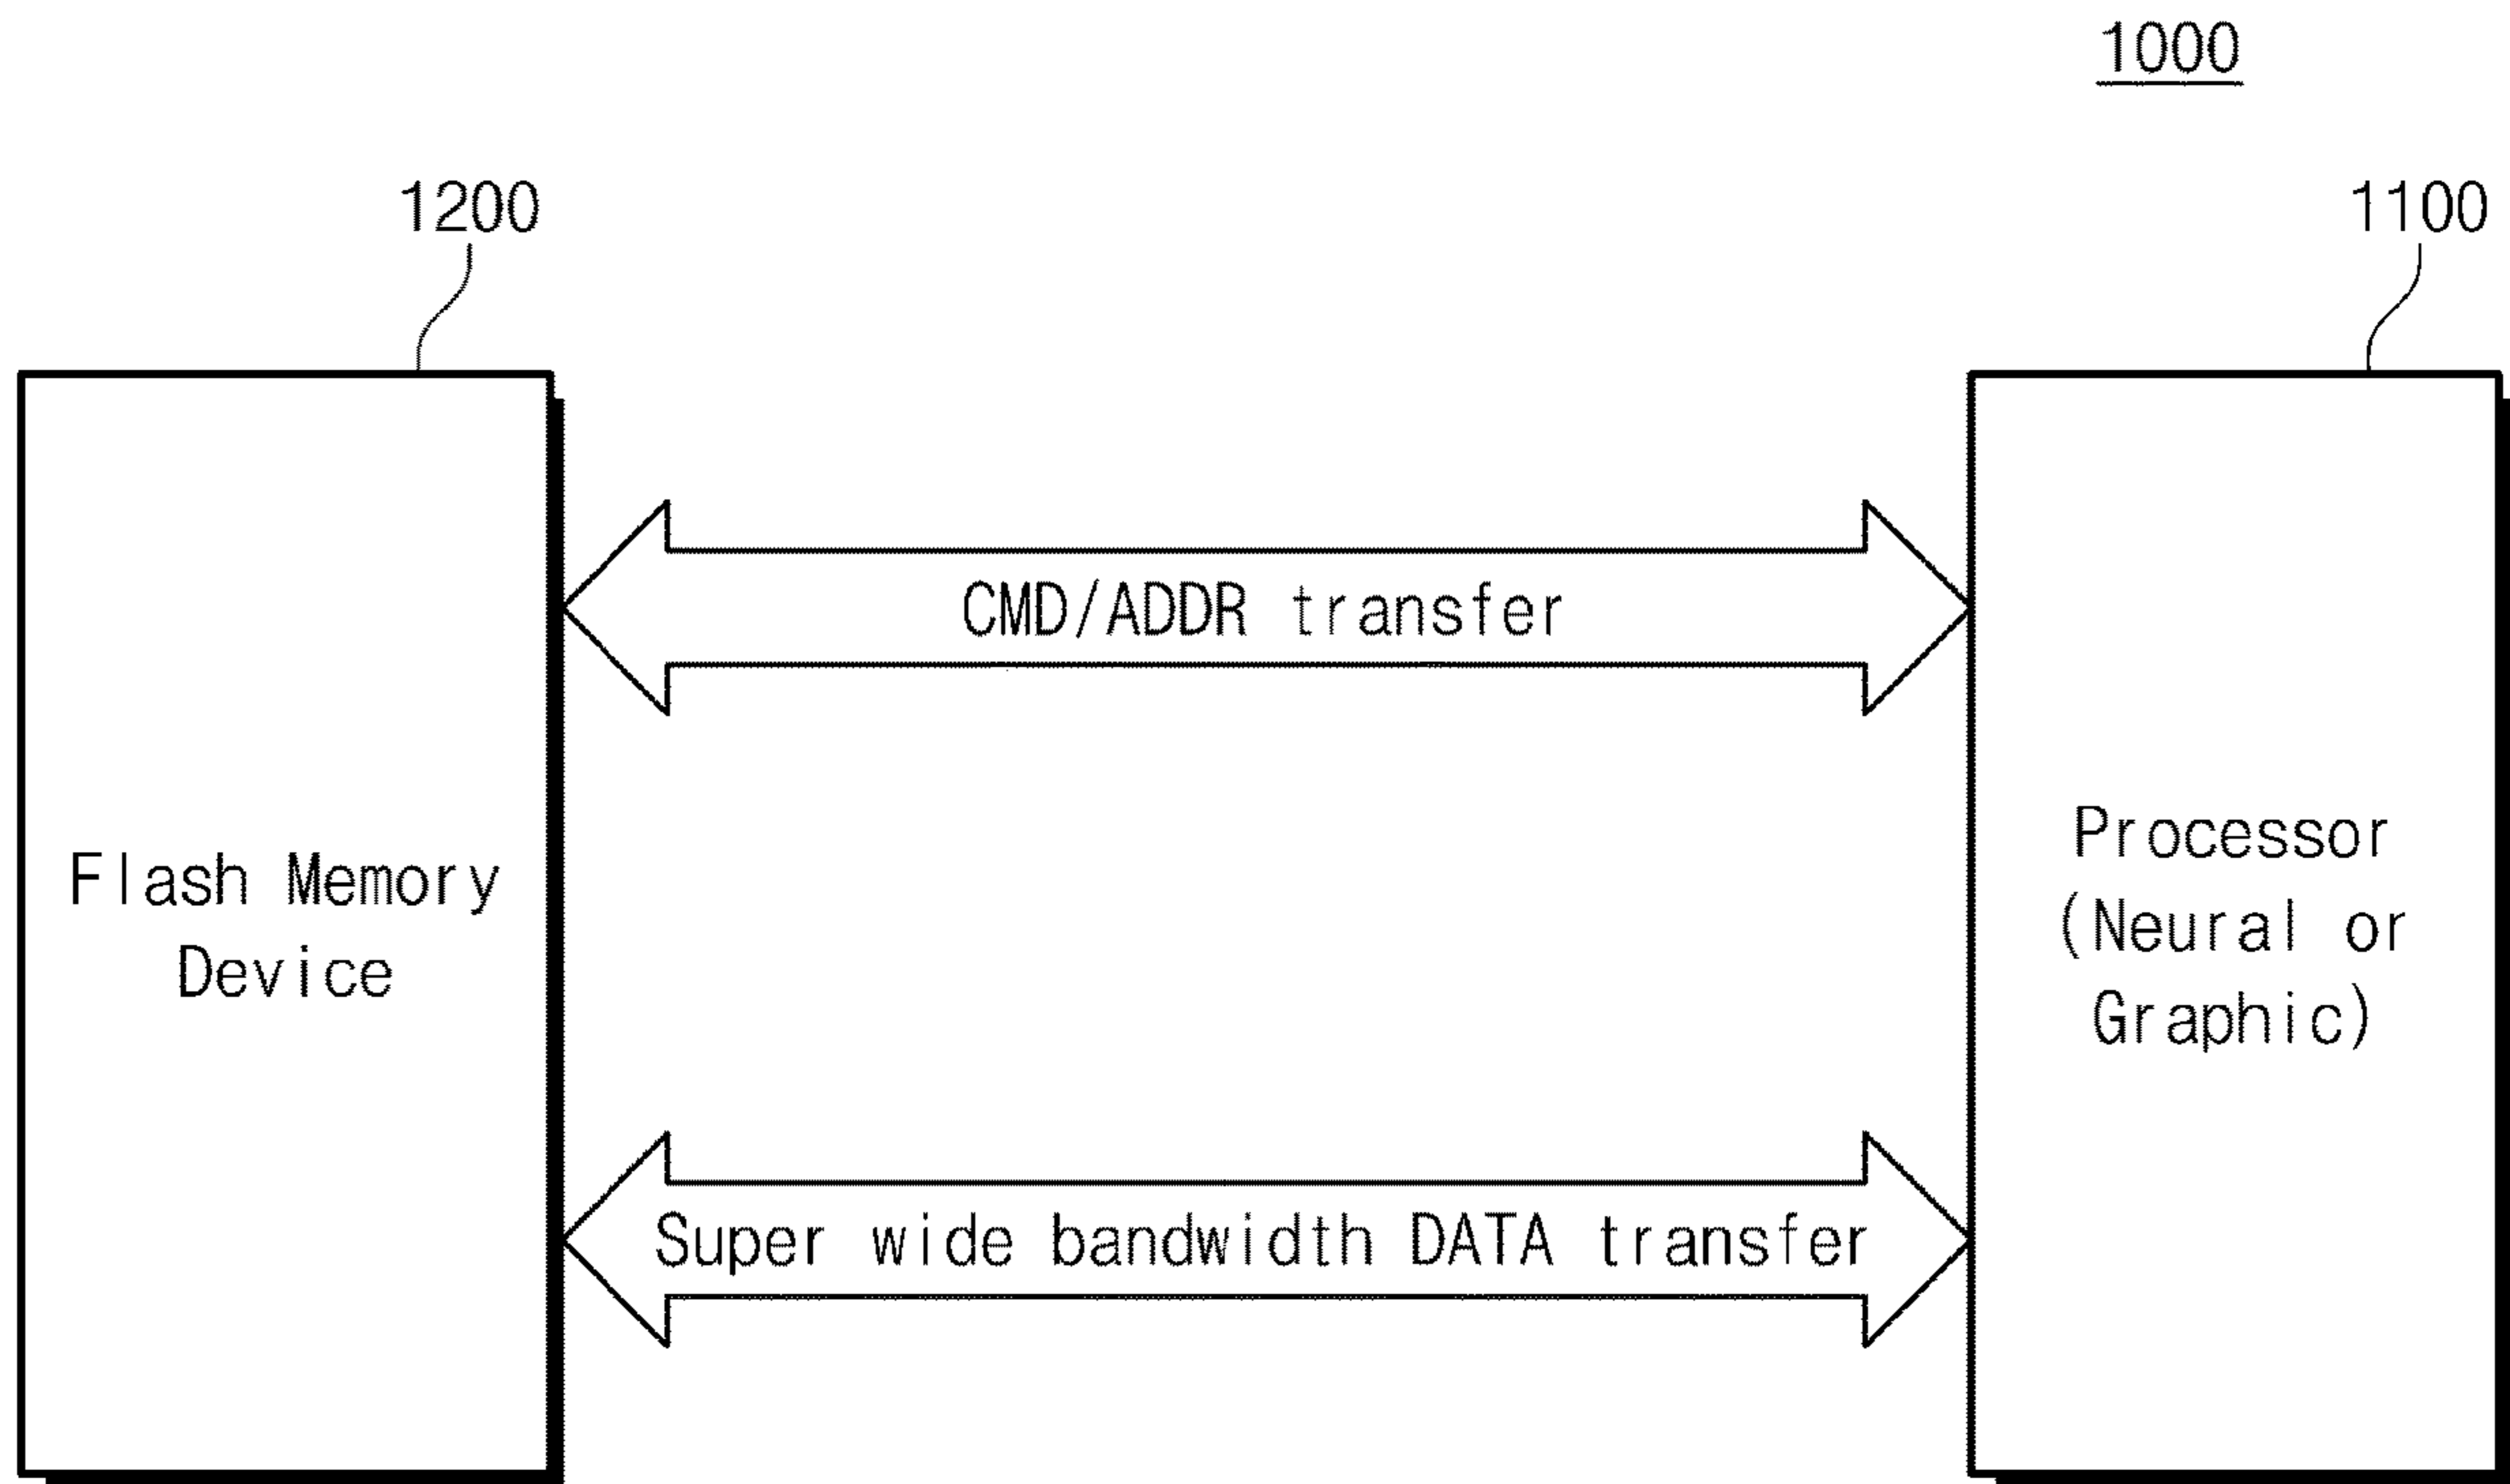 1000
1200
1100
CMD/ADDR transfer
Flash Memory
Device
Processor
(Neural or
Graphic)
Super wide bandwidth DATA transfer